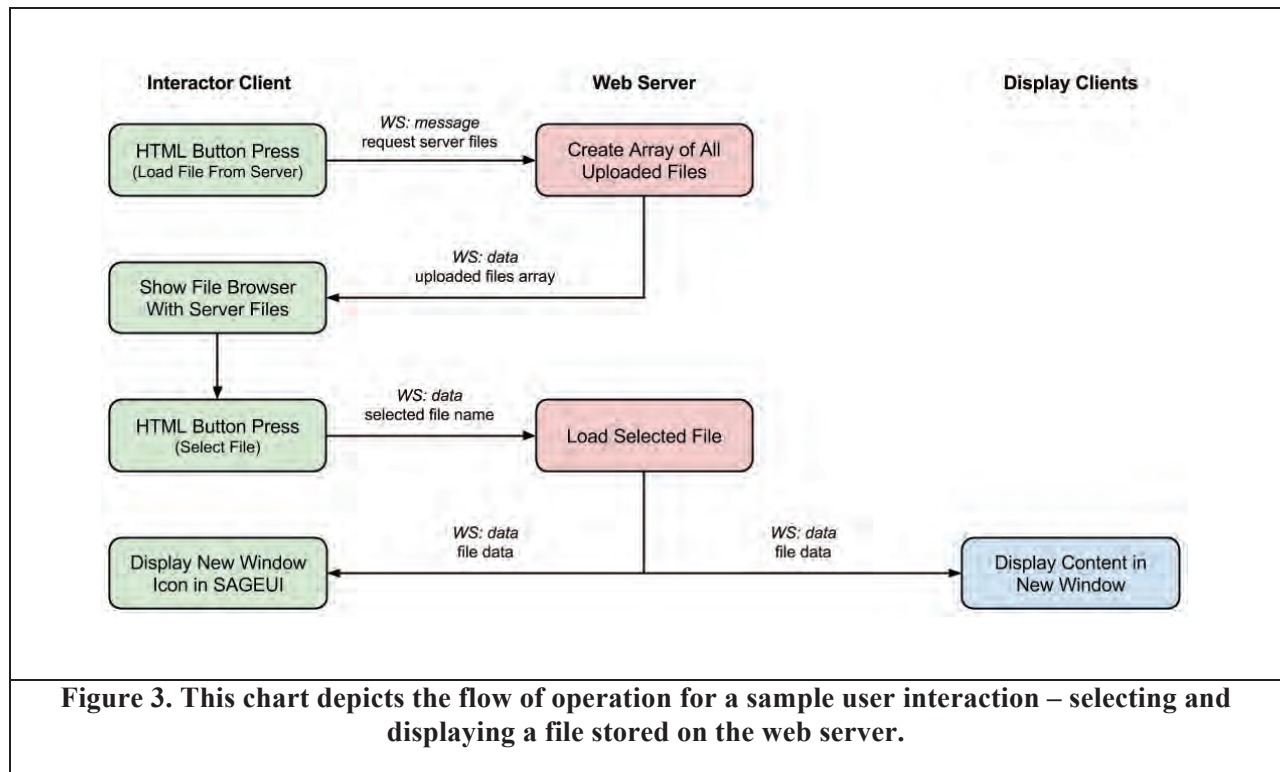 Interactor Client
Web Server
Display Clients
HTML Button Press
(Load File From Server)
WS: message
request server files
Create Array of All
Uploaded Files
WS: data
uploaded files array
Show File Browser
With Server Files
HTML Button Press
(Select File)
WS: data
selected file name
Load Selected File
WS: data
file data
WS: data
file data
Display New Window
Icon in SAGEUI
Display Content in
New Window
Figure 3. This chart depicts the flow of operation for a sample user interaction – selecting and
displaying a file stored on the web server.